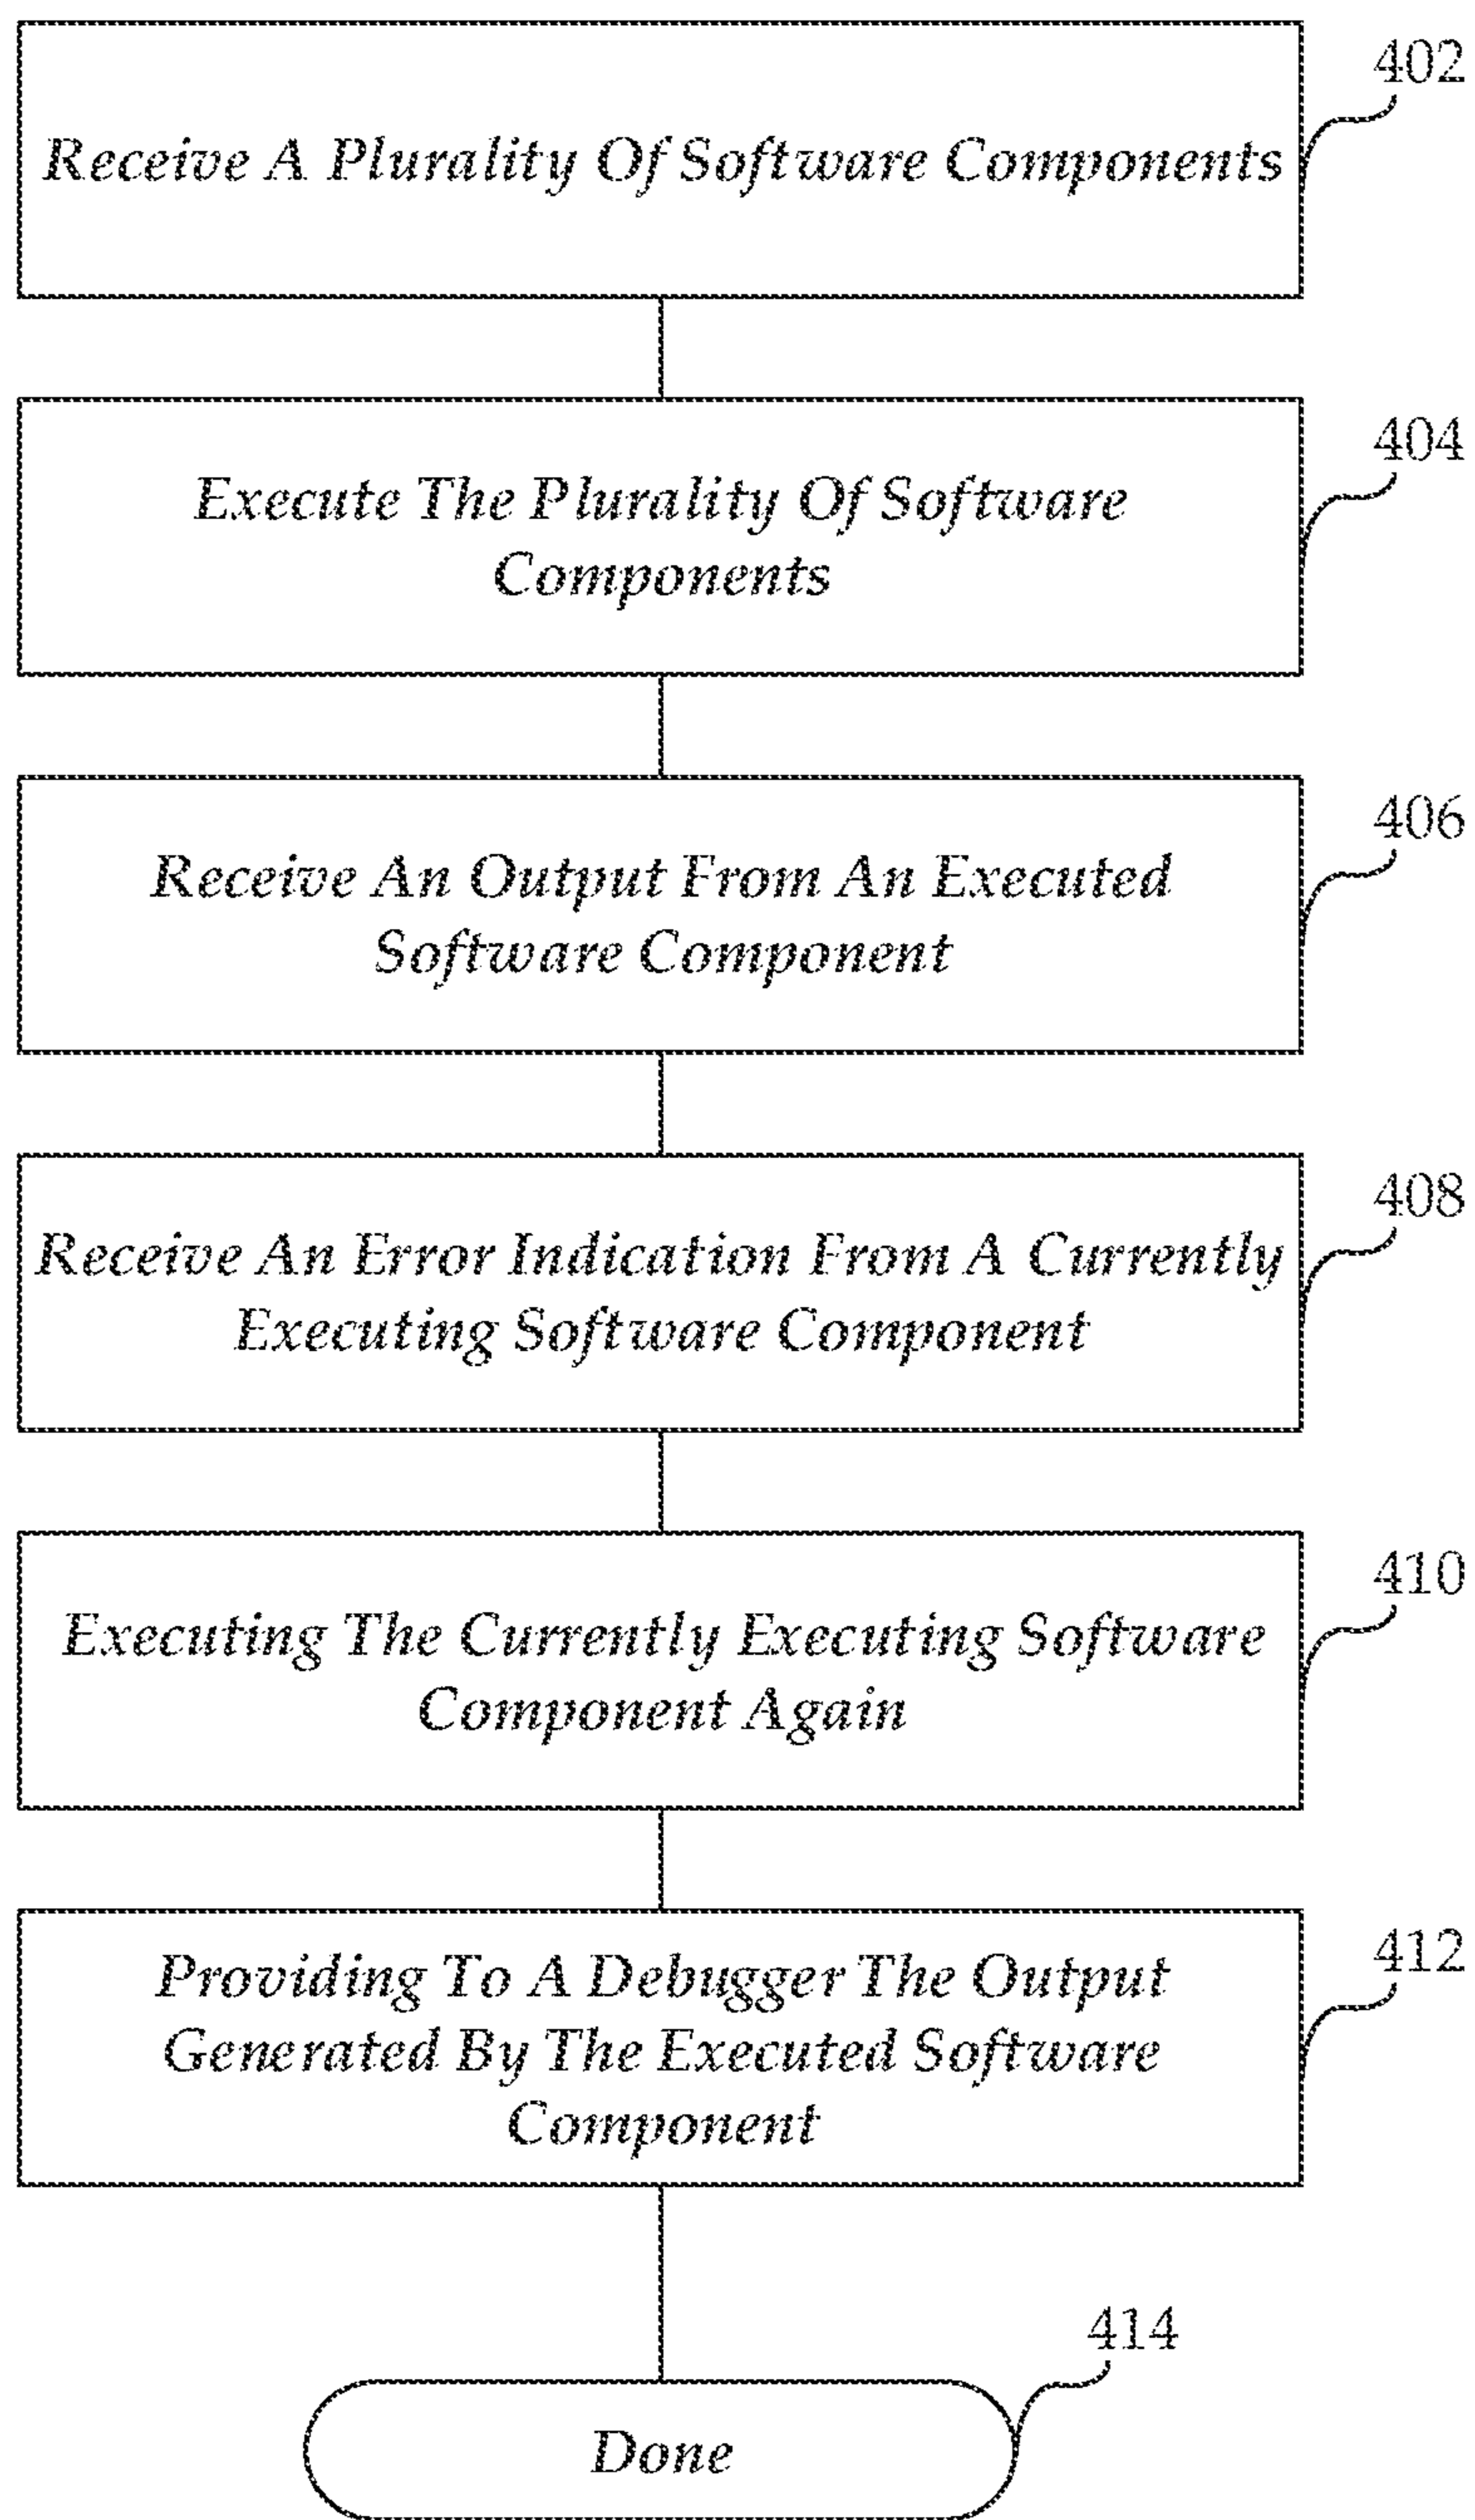 402
Receive A Plurality Of Software Components
404
Execute The Plurality Of Software
Components
406
Receive An Output From An Executed
Software Component
408
Receive An Error Indication From A Currently
Executing Software Component
410
Executing The Currently Executing Software
Component Again
412
Providing To A Debugger The Output
Generated By The Executed Software
Component
414
Done